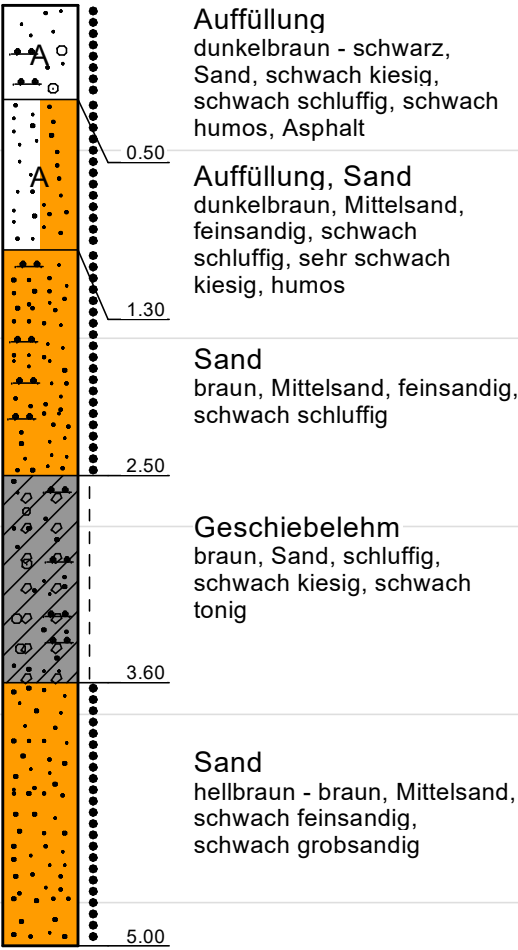 Auffüllung
dunkelbraun - schwarz,
Sand, schwach kiesig,
schwach schluffig, schwach
humos, Asphalt
A
0.50
Auffüllung, Sand
dunkelbraun, Mittelsand,
feinsandig, schwach
schluffig, sehr schwach
kiesig, humos
A
1.30
Sand
braun, Mittelsand, feinsandig,
schwach schluffig
2.50
Geschiebelehm
braun, Sand, schluffig,
schwach kiesig, schwach
tonig
3.60
Sand
hellbraun - braun, Mittelsand,
schwach feinsandig,
schwach grobsandig
5.00